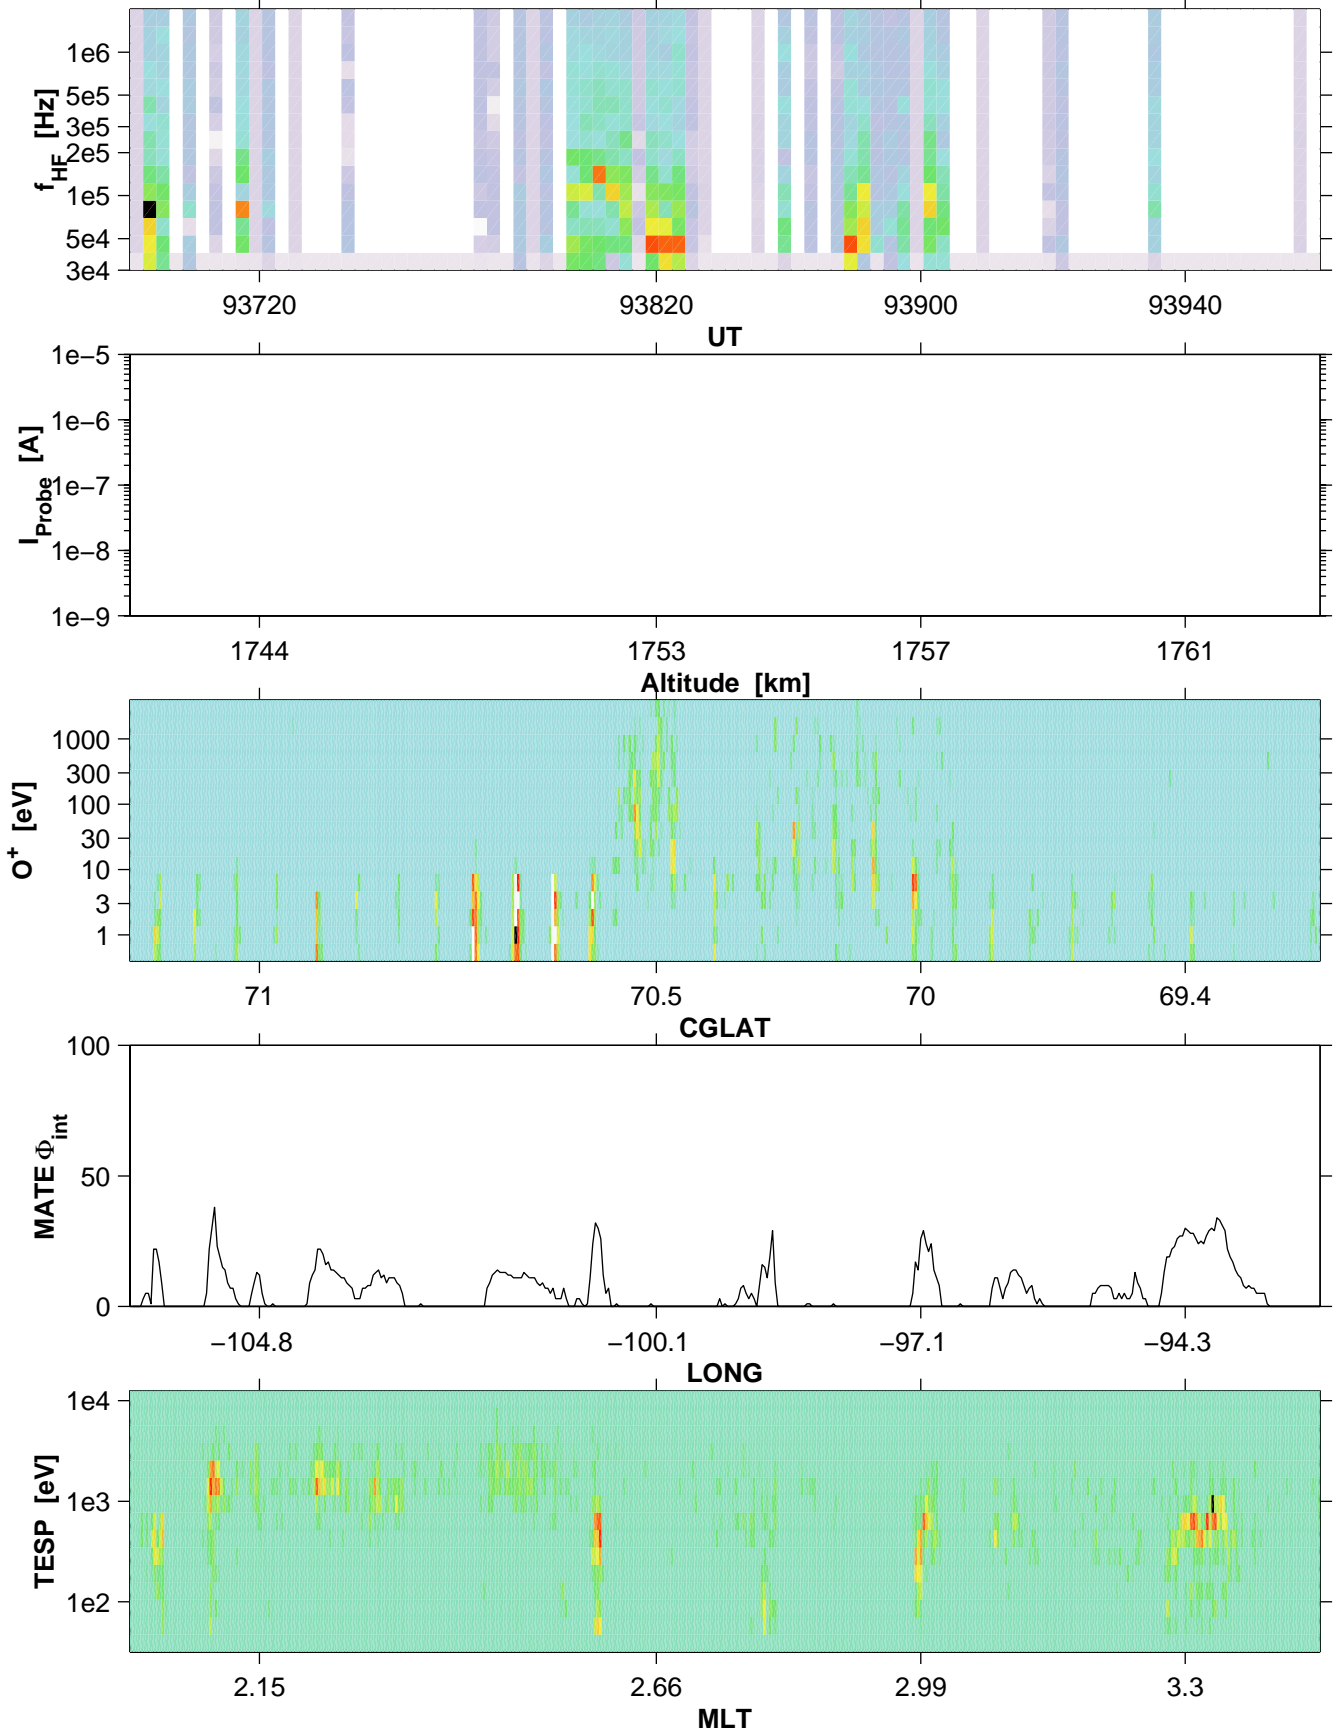 1e6
5e5
3e5
2e5
1e5
5e4
3e4
f_HF [Hz]
93720 93820 93900 93940
UT
1e−5
1e−6
1e−7
1e−8
1e−9
I_Probe [A]
1744 1753 1757 1761
Altitude [km]
1000
300
100
30
10
3
1
O⁺ [eV]
71 70.5 70 69.4
CGLAT
100
50
0
MATE Φ_int
−104.8 −100.1 −97.1 −94.3
LONG
1e4
1e3
1e2
TESP [eV]
2.15 2.66 2.99 3.3
MLT